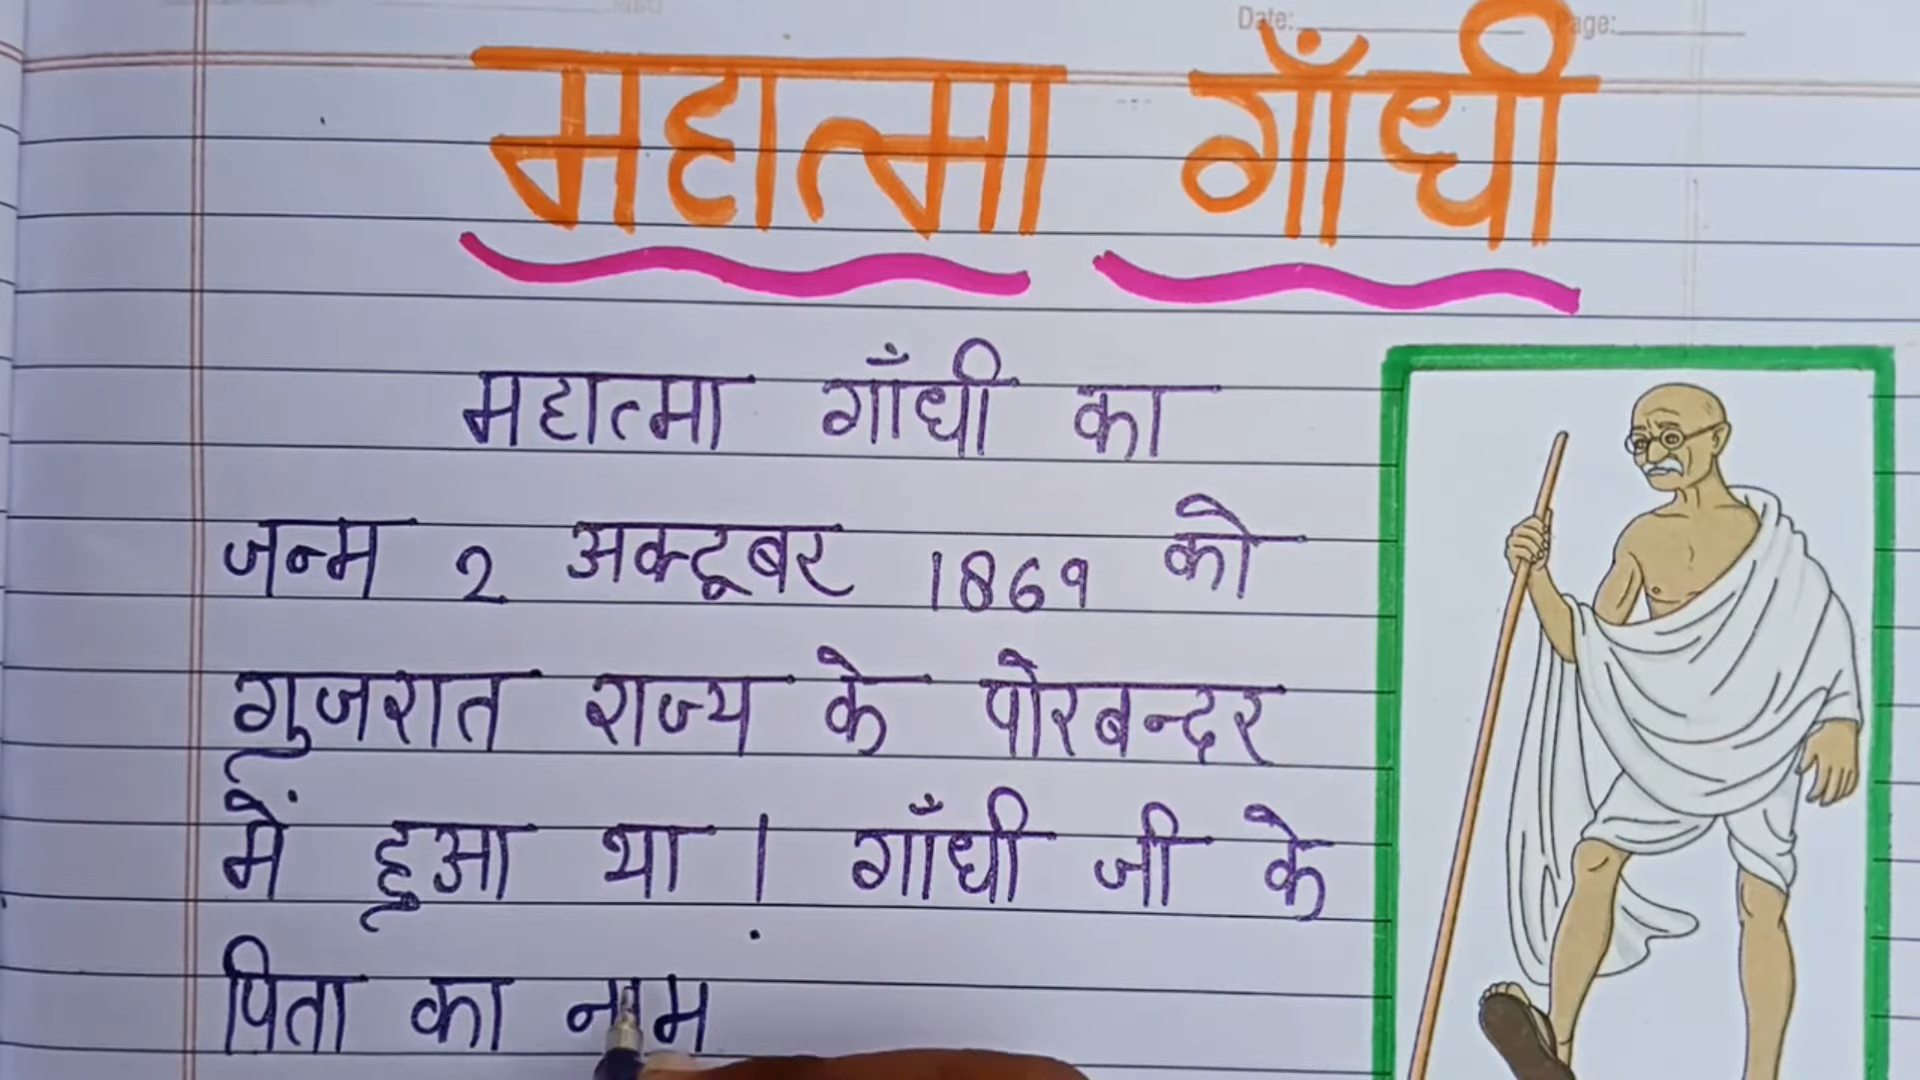 Date: Page:
महात्मा गाँधी
महात्मा गाँधी का
जन्म 2 अक्टूबर 1869 को
गुजरात राज्य के पोरबन्दर
में हुआ था । गाँधी जी के
पिता का नाम